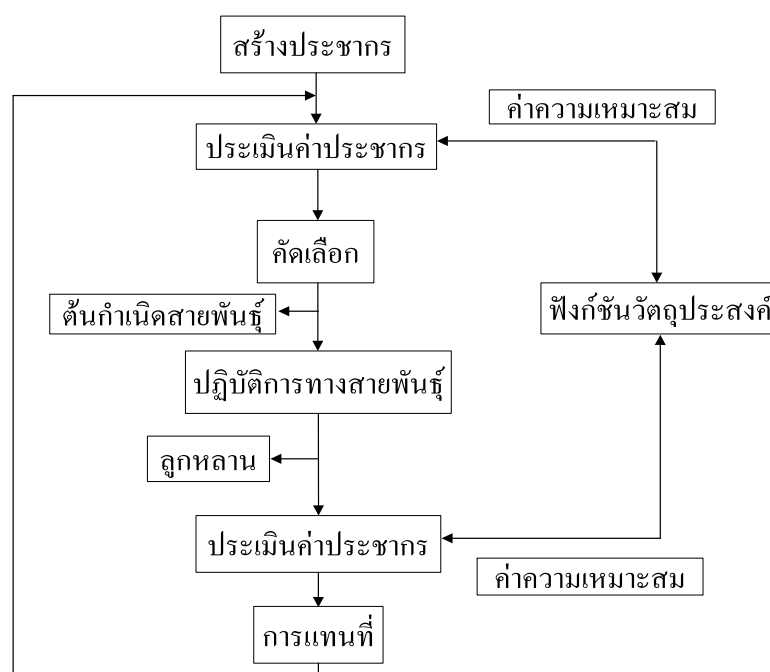 สร้างประชากร
ค่าความเหมาะสม
ประเมินค่าประชากร
คัดเลือก
ต้นกำเนิดสายพันธุ์
ฟังก์ชันวัตถุประสงค์
ปฏิบัติการทางสายพันธุ์
ลูกหลาน
ประเมินค่าประชากร
ค่าความเหมาะสม
การแทนที่